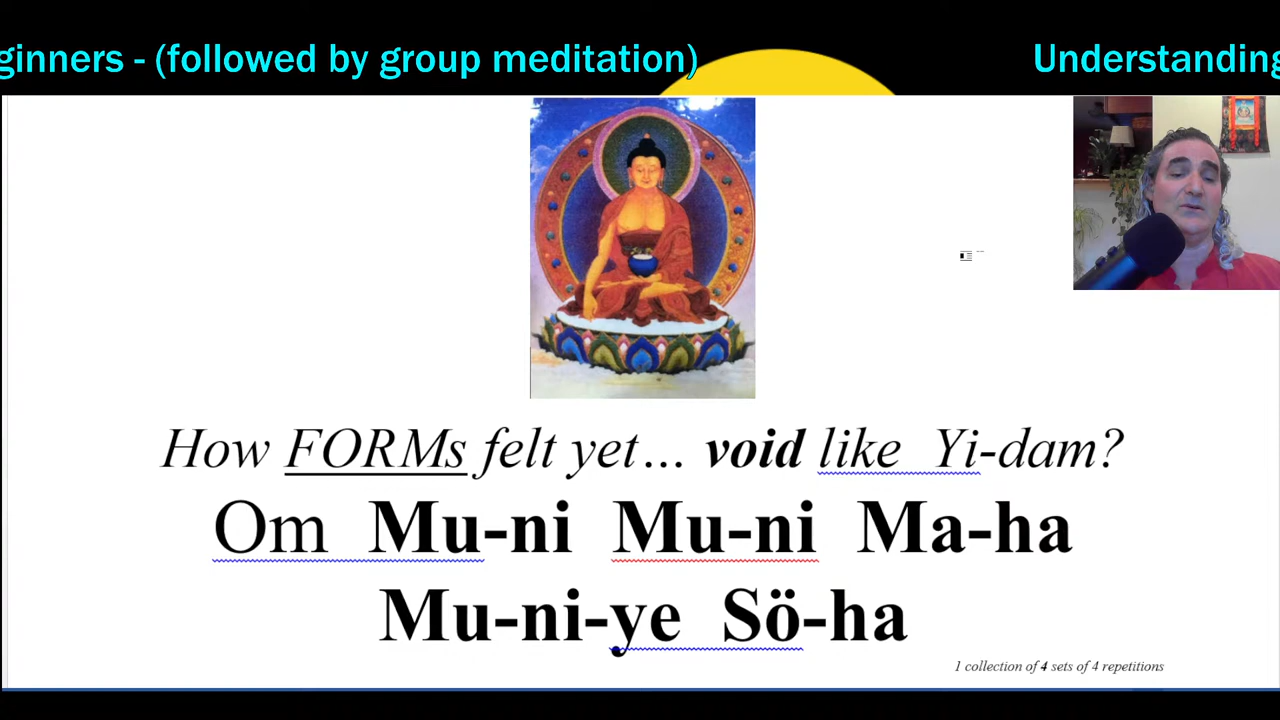 ginners - (followed by group meditation) Understanding
How FORMs felt yet... void like Yi-dam?
Om Mu-ni Mu-ni Ma-ha
Mu-ni-ye Sö-ha
1 collection of 4 sets of 4 repetitions